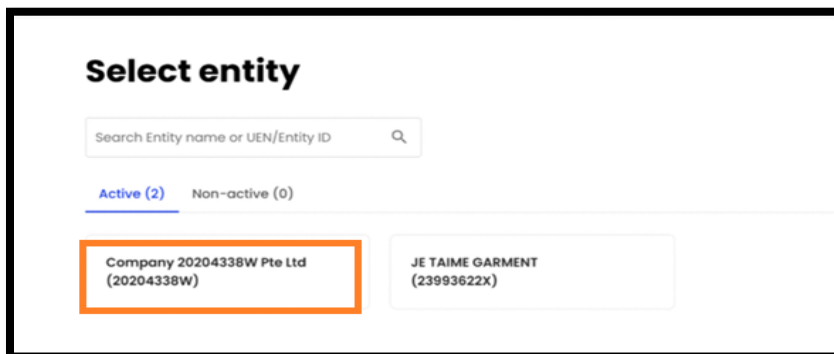 Select entity
Search Entity name or UEN/Entity ID
Active (2) Non-active (0)
Company 20204338W Pte Ltd
(20204338W)
JE TAIME GARMENT
(23993622X)